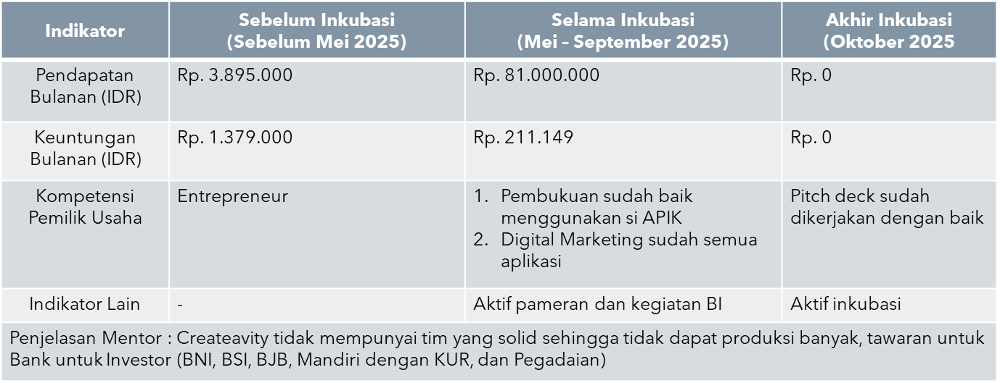 Indikator
Sebelum Inkubasi
(Sebelum Mei 2025)
Selama Inkubasi
(Mei – September 2025)
Akhir Inkubasi
(Oktober 2025
Pendapatan
Bulanan (IDR)
Rp. 3.895.000
Rp. 81.000.000
Rp. 0
Keuntungan
Bulanan (IDR)
Rp. 1.379.000
Rp. 211.149
Rp. 0
Kompetensi
Pemilik Usaha
Entrepreneur
1. Pembukuan sudah baik
menggunakan si APIK
2. Digital Marketing sudah semua
aplikasi
Pitch deck sudah
dikerjakan dengan baik
Indikator Lain
-
Aktif pameran dan kegiatan BI
Aktif inkubasi
Penjelasan Mentor : Createavity tidak mempunyai tim yang solid sehingga tidak dapat produksi banyak, tawaran untuk
Bank untuk Investor (BNI, BSI, BJB, Mandiri dengan KUR, dan Pegadaian)